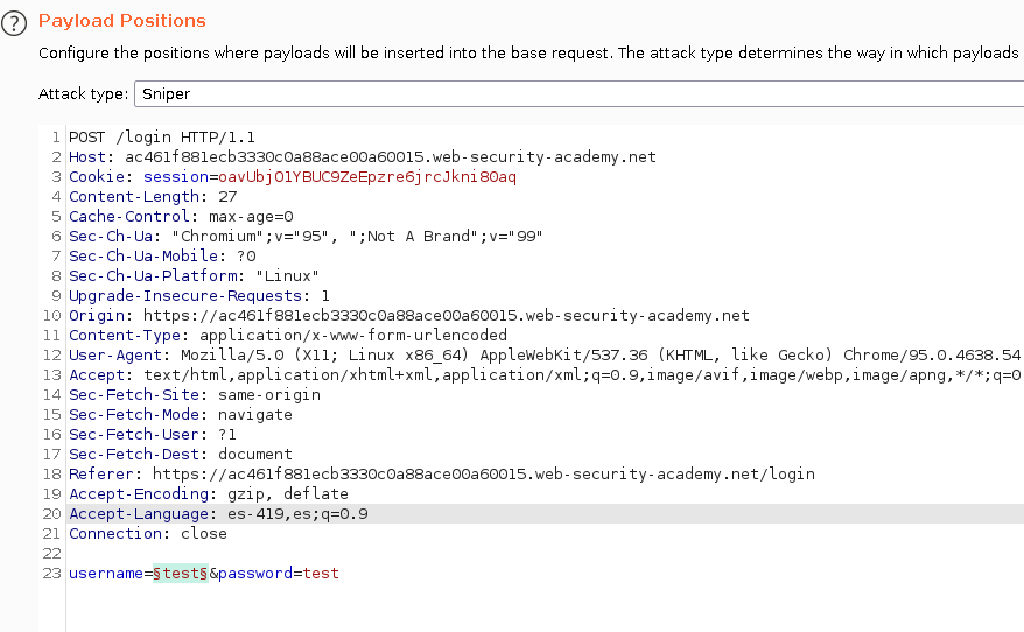 ?
Payload Positions
Configure the positions where payloads will be inserted into the base request. The attack type determines the way in which payloads
Attack type: Sniper
1 POST /login HTTP/1.1
2 Host: ac461f881ecb3330c0a88ace00a60015.web-security-academy.net
3 Cookie: session=oavUbjO1YBUC9ZeEpzre6jrcJkni80aq
4 Content-Length: 27
5 Cache-Control: max-age=0
6 Sec-Ch-Ua: "Chromium";v="95", ";Not A Brand";v="99"
7 Sec-Ch-Ua-Mobile: ?0
8 Sec-Ch-Ua-Platform: "Linux"
9 Upgrade-Insecure-Requests: 1
10 Origin: https://ac461f881ecb3330c0a88ace00a60015.web-security-academy.net
11 Content-Type: application/x-www-form-urlencoded
12 User-Agent: Mozilla/5.0 (X11; Linux x86_64) AppleWebKit/537.36 (KHTML, like Gecko) Chrome/95.0.4638.54
13 Accept: text/html,application/xhtml+xml,application/xml;q=0.9,image/avif,image/webp,image/apng,*/*;q=0
14 Sec-Fetch-Site: same-origin
15 Sec-Fetch-Mode: navigate
16 Sec-Fetch-User: ?1
17 Sec-Fetch-Dest: document
18 Referer: https://ac461f881ecb3330c0a88ace00a60015.web-security-academy.net/login
19 Accept-Encoding: gzip, deflate
20 Accept-Language: es-419,es;q=0.9
21 Connection: close
22
23 username=§test§&password=test